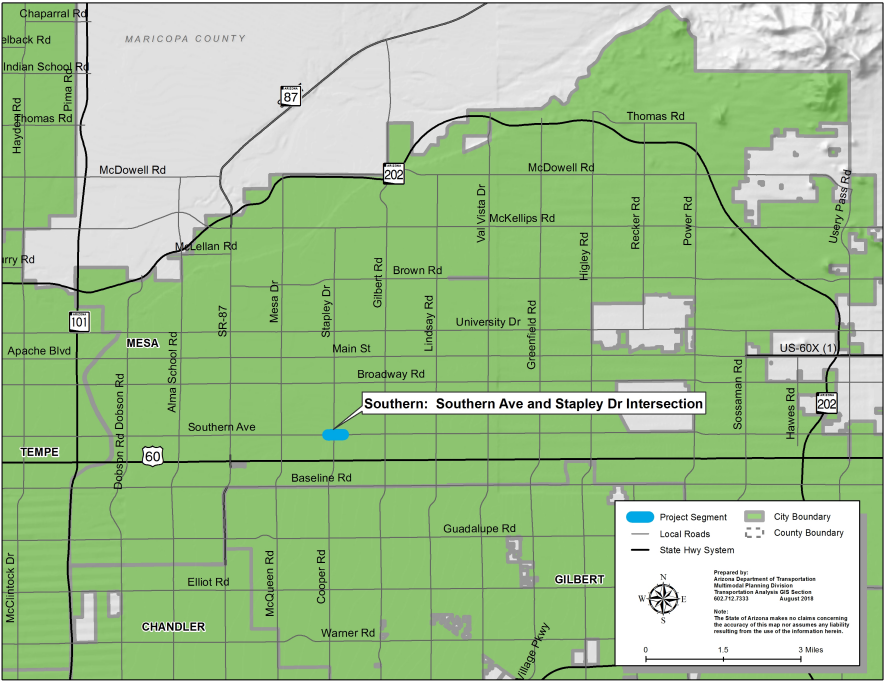 Chaparral Rd
elback Rd
Indian School Rd
Pima Rd
Hayden Rd
Thomas Rd
MARICOPA COUNTY
ARIZONA
87
Thomas Rd
McDowell Rd
ARIZONA
202
McDowell Rd
Val Vista Dr
McKellips Rd
Higley Rd
Recker Rd
Power Rd
Usery Pass Rd
McLellan Rd
rry Rd
Brown Rd
Gilbert Rd
Mesa Dr
Stapley Dr
SR-87
Lindsay Rd
University Dr
Greenfield Rd
ARIZONA
101
MESA
Apache Blvd
Alma School Rd
Main St
US-60X (1)
Broadway Rd
Dobson Rd
Dobson Rd
Sossaman Rd
Hawes Rd
ARIZONA
202
Southern: Southern Ave and Stapley Dr Intersection
Southern Ave
TEMPE
60
Baseline Rd
Guadalupe Rd
McClintock Dr
Elliot Rd
McQueen Rd
Cooper Rd
GILBERT
CHANDLER
Warner Rd
Village Pkwy
Project Segment
Local Roads
State Hwy System
City Boundary
County Boundary
N
W
E
S
Prepared by:
Arizona Department of Transportation
Multimodal Planning Division
Transportation Analysis GIS Section
602.712.7333 August 2018
Note:
The State of Arizona makes no claims concerning
the accuracy of this map nor assumes any liability
resulting from the use of the information herein.
0 1.5 3 Miles